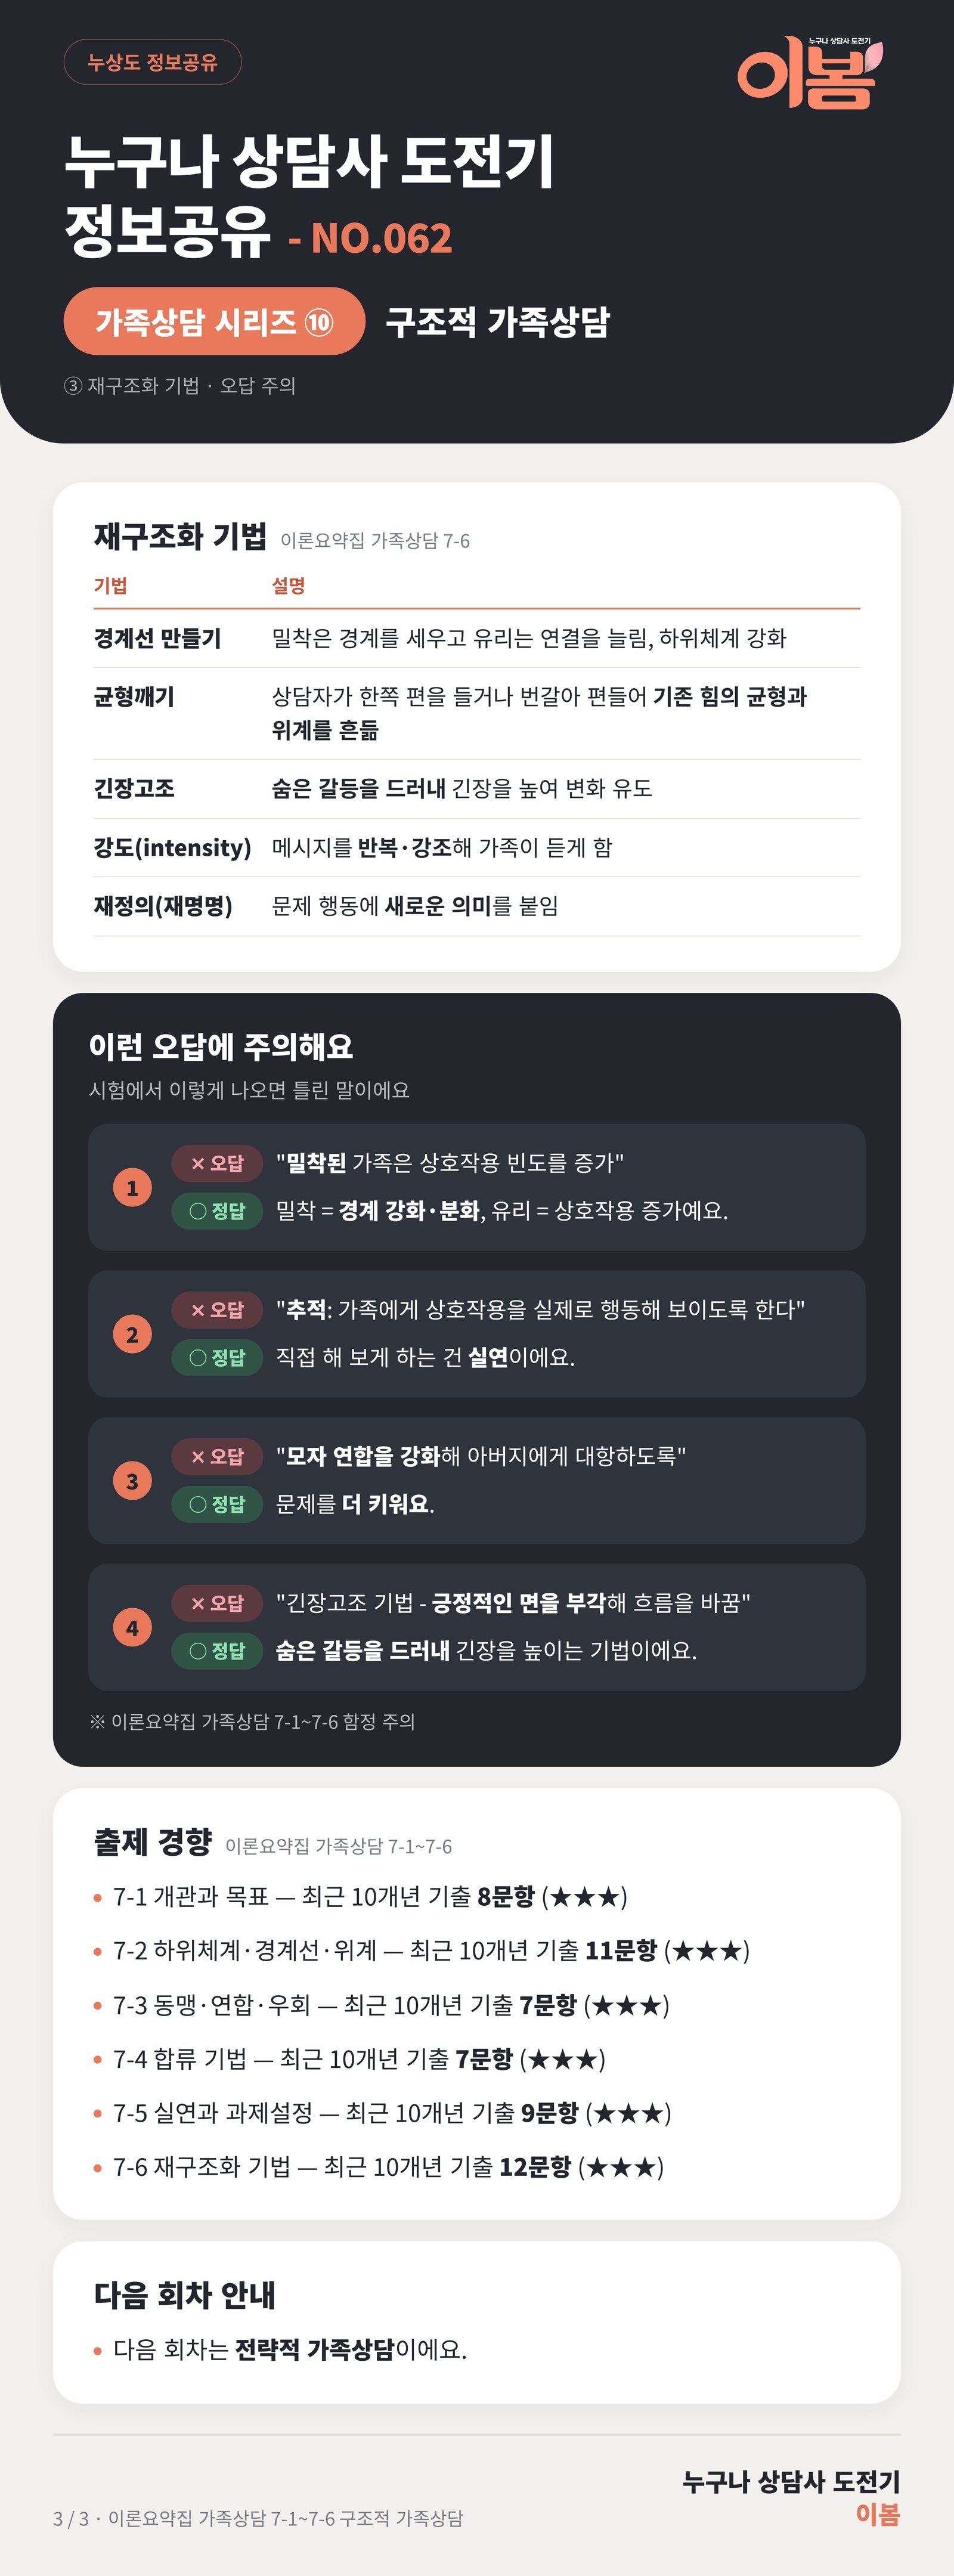 누상도 정보공유
누구나 상담사 도전기
이봄
누구나 상담사 도전기
정보공유 - NO.062
가족상담 시리즈 ⑩ 구조적 가족상담
③ 재구조화 기법 · 오답 주의
재구조화 기법 이론요약집 가족상담 7-6
기법 설명
경계선 만들기 밀착은 경계를 세우고 유리는 연결을 늘림, 하위체계 강화
균형깨기 상담자가 한쪽 편을 들거나 번갈아 편들어 기존 힘의 균형과
위계를 흔듦
긴장고조 숨은 갈등을 드러내 긴장을 높여 변화 유도
강도(intensity) 메시지를 반복·강조해 가족이 듣게 함
재정의(재명명) 문제 행동에 새로운 의미를 붙임
이런 오답에 주의해요
시험에서 이렇게 나오면 틀린 말이에요
1
✕ 오답 "밀착된 가족은 상호작용 빈도를 증가"
○ 정답 밀착 = 경계 강화·분화, 유리 = 상호작용 증가예요.
2
✕ 오답 "추적: 가족에게 상호작용을 실제로 행동해 보이도록 한다"
○ 정답 직접 해 보게 하는 건 실연이에요.
3
✕ 오답 "모자 연합을 강화해 아버지에게 대항하도록"
○ 정답 문제를 더 키워요.
4
✕ 오답 "긴장고조 기법 - 긍정적인 면을 부각해 흐름을 바꿈"
○ 정답 숨은 갈등을 드러내 긴장을 높이는 기법이에요.
※ 이론요약집 가족상담 7-1~7-6 함정 주의
출제 경향 이론요약집 가족상담 7-1~7-6
• 7-1 개관과 목표 — 최근 10개년 기출 8문항 (★★★)
• 7-2 하위체계·경계선·위계 — 최근 10개년 기출 11문항 (★★★)
• 7-3 동맹·연합·우회 — 최근 10개년 기출 7문항 (★★★)
• 7-4 합류 기법 — 최근 10개년 기출 7문항 (★★★)
• 7-5 실연과 과제설정 — 최근 10개년 기출 9문항 (★★★)
• 7-6 재구조화 기법 — 최근 10개년 기출 12문항 (★★★)
다음 회차 안내
• 다음 회차는 전략적 가족상담이에요.
누구나 상담사 도전기
3 / 3 · 이론요약집 가족상담 7-1~7-6 구조적 가족상담
이봄